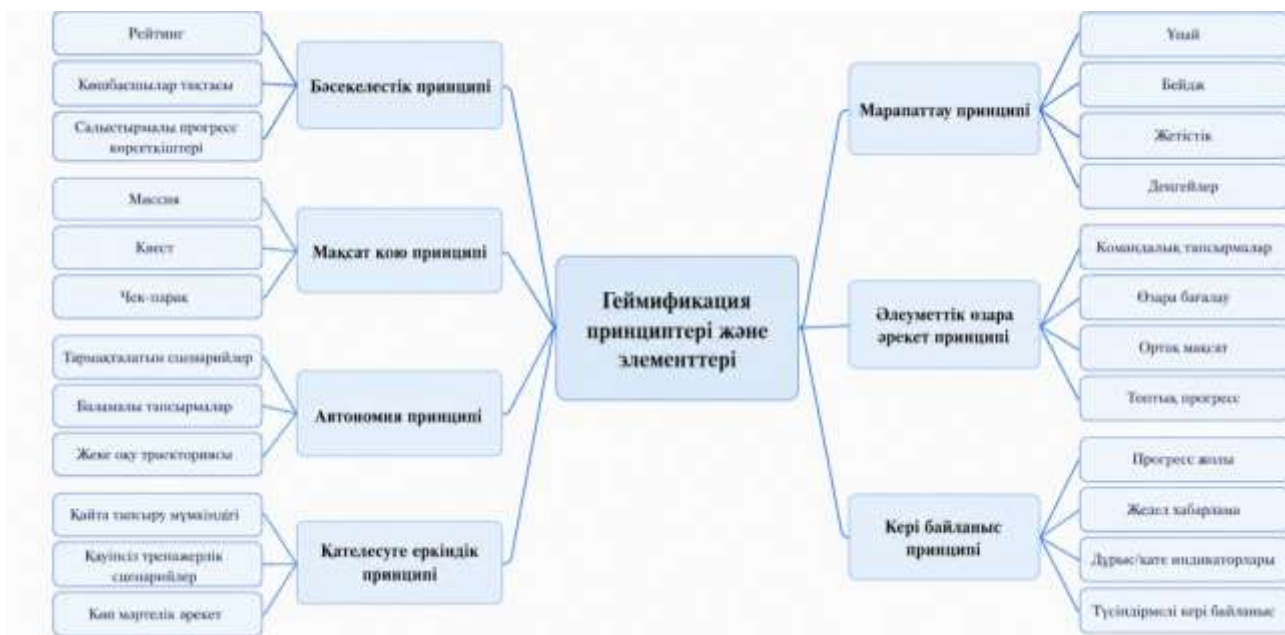 Рейтинг
Көшбасшылар тақтасы
Салыстырмалы прогресс
көрсеткіштері
Бәсекелестік принципі
Миссия
Квест
Чек-парақ
Мақсат қою принципі
Тармақталатын сценарийлер
Баламалы тапсырмалар
Жеке оқу траекториясы
Автономия принципі
Қайта тапсыру мүмкіндігі
Қауіпсіз тренажерлік
сценарийлер
Көп мәртелік әрекет
Қателесуге еркіндік
принципі
Геймификация
принциптері және
элементтері
Марапаттау принципі
Ұпай
Бейдж
Жетістік
Деңгейлер
Әлеуметтік өзара
әрекет принципі
Командалық тапсырмалар
Өзара бағалау
Ортақ мақсат
Топтық прогресс
Кері байланыс
принципі
Прогресс жолы
Жедел хабарлама
Дұрыс/қате индикаторлары
Түсіндірмелі кері байланыс